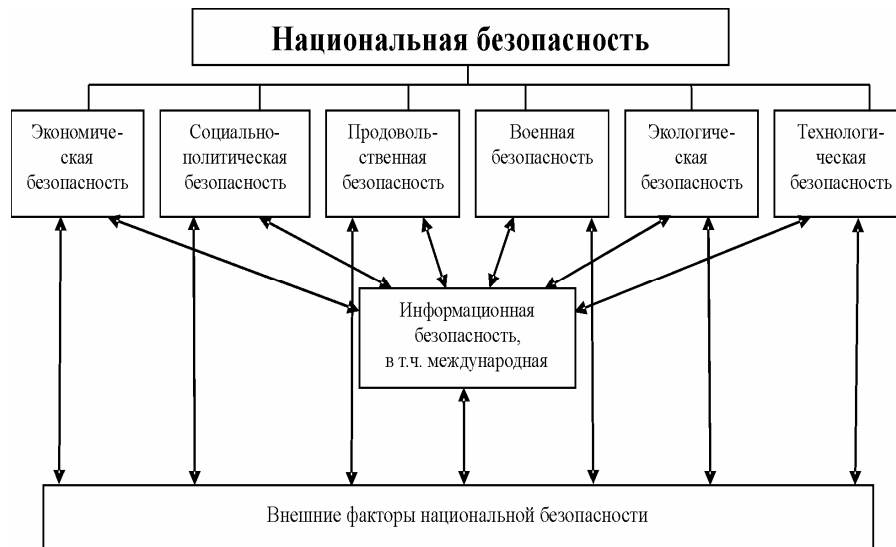 Национальная безопасность
Экономиче-
ская
безопасность
Социально-
политическая
безопасность
Продоволь-
ственная
безопасность
Военная
безопасность
Экологиче-
ская
безопасность
Технологи-
ческая
безопасность
Информационная
безопасность,
в т.ч. международная
Внешние факторы национальной безопасности